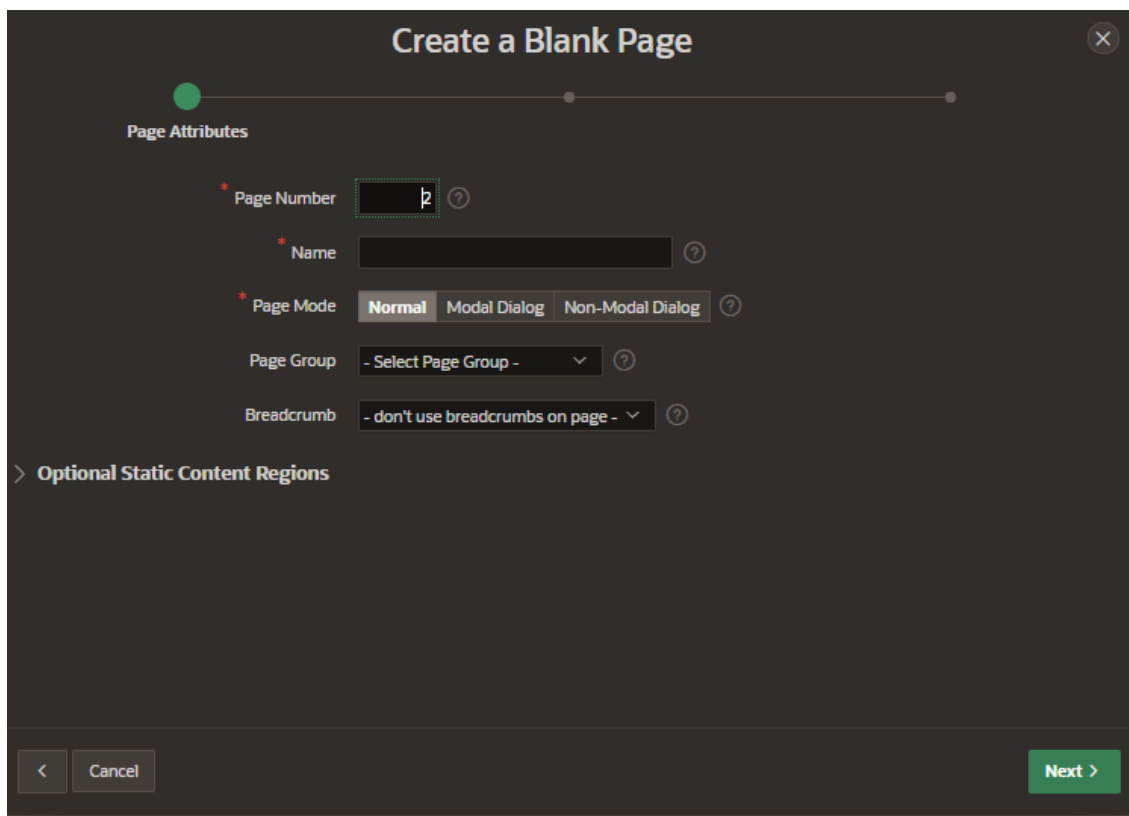 Create a Blank Page
Page Attributes
* Page Number 2
* Name
* Page Mode Normal Modal Dialog Non-Modal Dialog
Page Group - Select Page Group -
Breadcrumb - don't use breadcrumbs on page -
> Optional Static Content Regions
< Cancel Next >